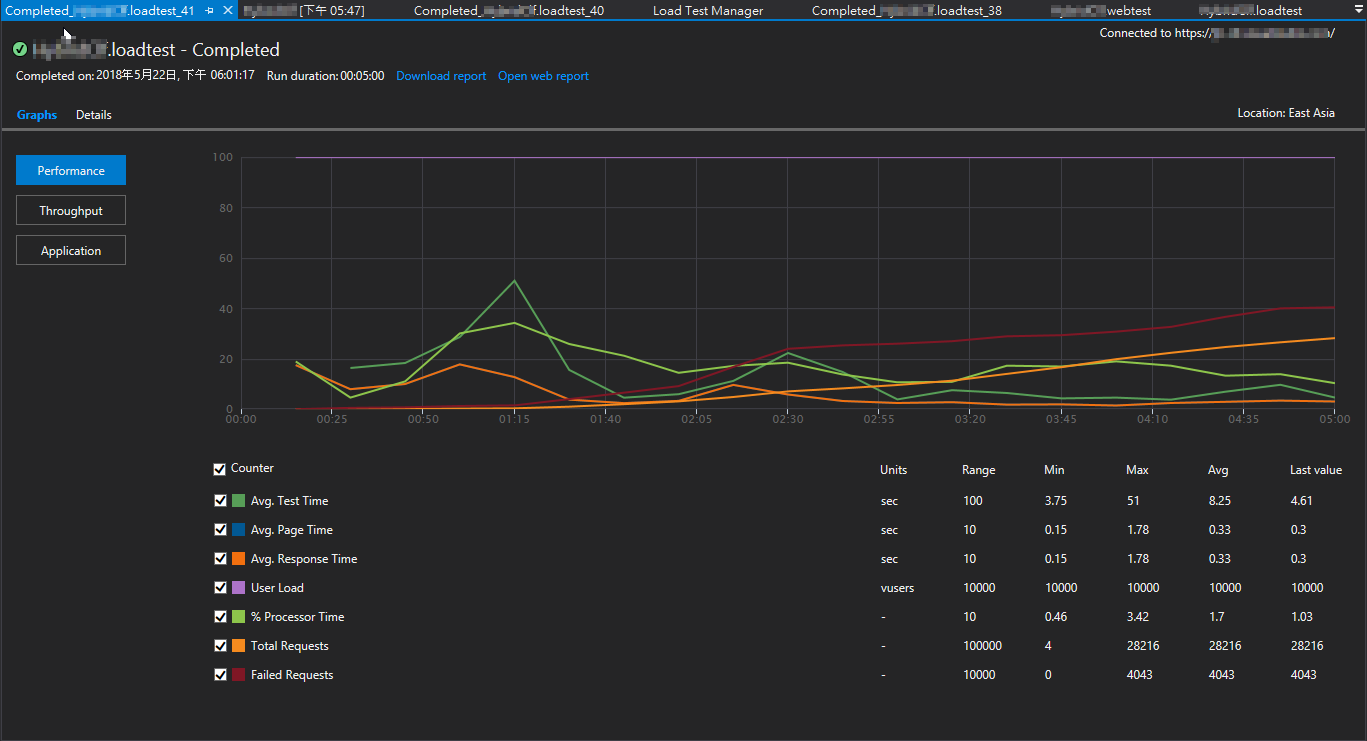 Completed_ .loadtest_41 [下午 05:47] Completed_ f.loadtest_40 Load Test Manager Completed_ .loadtest_38 webtest .loadtest
Connected to https:// /
.loadtest - Completed
Completed on: 2018年5月22日, 下午 06:01:17 Run duration: 00:05:00 Download report Open web report
Graphs Details Location: East Asia
Performance
Throughput
Application
100
80
60
40
20
0
00:00 00:25 00:50 01:15 01:40 02:05 02:30 02:55 03:20 03:45 04:10 04:35 05:00
Counter Units Range Min Max Avg Last value
Avg. Test Time sec 100 3.75 51 8.25 4.61
Avg. Page Time sec 10 0.15 1.78 0.33 0.3
Avg. Response Time sec 10 0.15 1.78 0.33 0.3
User Load vusers 10000 10000 10000 10000 10000
% Processor Time - 10 0.46 3.42 1.7 1.03
Total Requests - 100000 4 28216 28216 28216
Failed Requests - 10000 0 4043 4043 4043